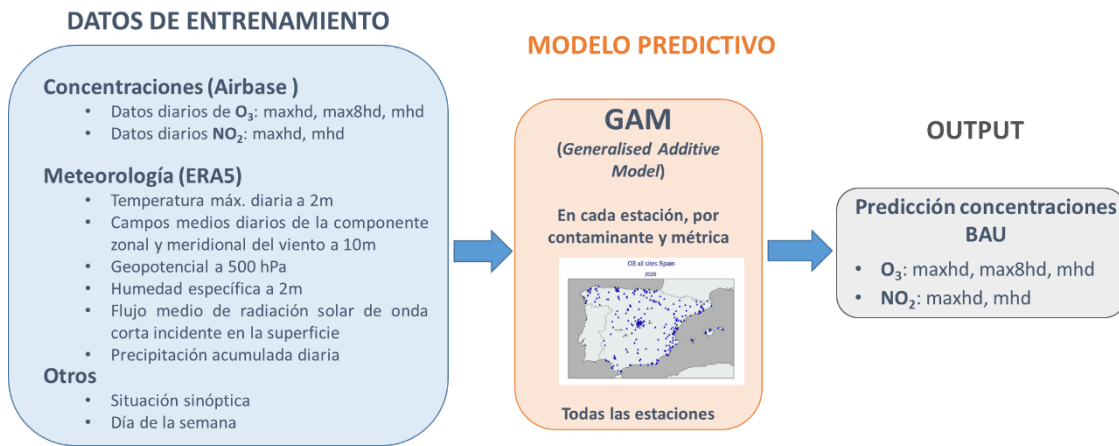 DATOS DE ENTRENAMIENTO
Concentraciones (Airbase )
• Datos diarios de O₃: maxhd, max8hd, mhd
• Datos diarios NO₂: maxhd, mhd
Meteorología (ERA5)
• Temperatura máx. diaria a 2m
• Campos medios diarios de la componente
zonal y meridional del viento a 10m
• Geopotencial a 500 hPa
• Humedad específica a 2m
• Flujo medio de radiación solar de onda
corta incidente en la superficie
• Precipitación acumulada diaria
Otros
• Situación sinóptica
• Día de la semana
MODELO PREDICTIVO
GAM
(Generalised Additive
Model)
En cada estación, por
contaminante y métrica
O3 all sites Spain
2020
Todas las estaciones
OUTPUT
Predicción concentraciones
BAU
• O₃: maxhd, max8hd, mhd
• NO₂: maxhd, mhd